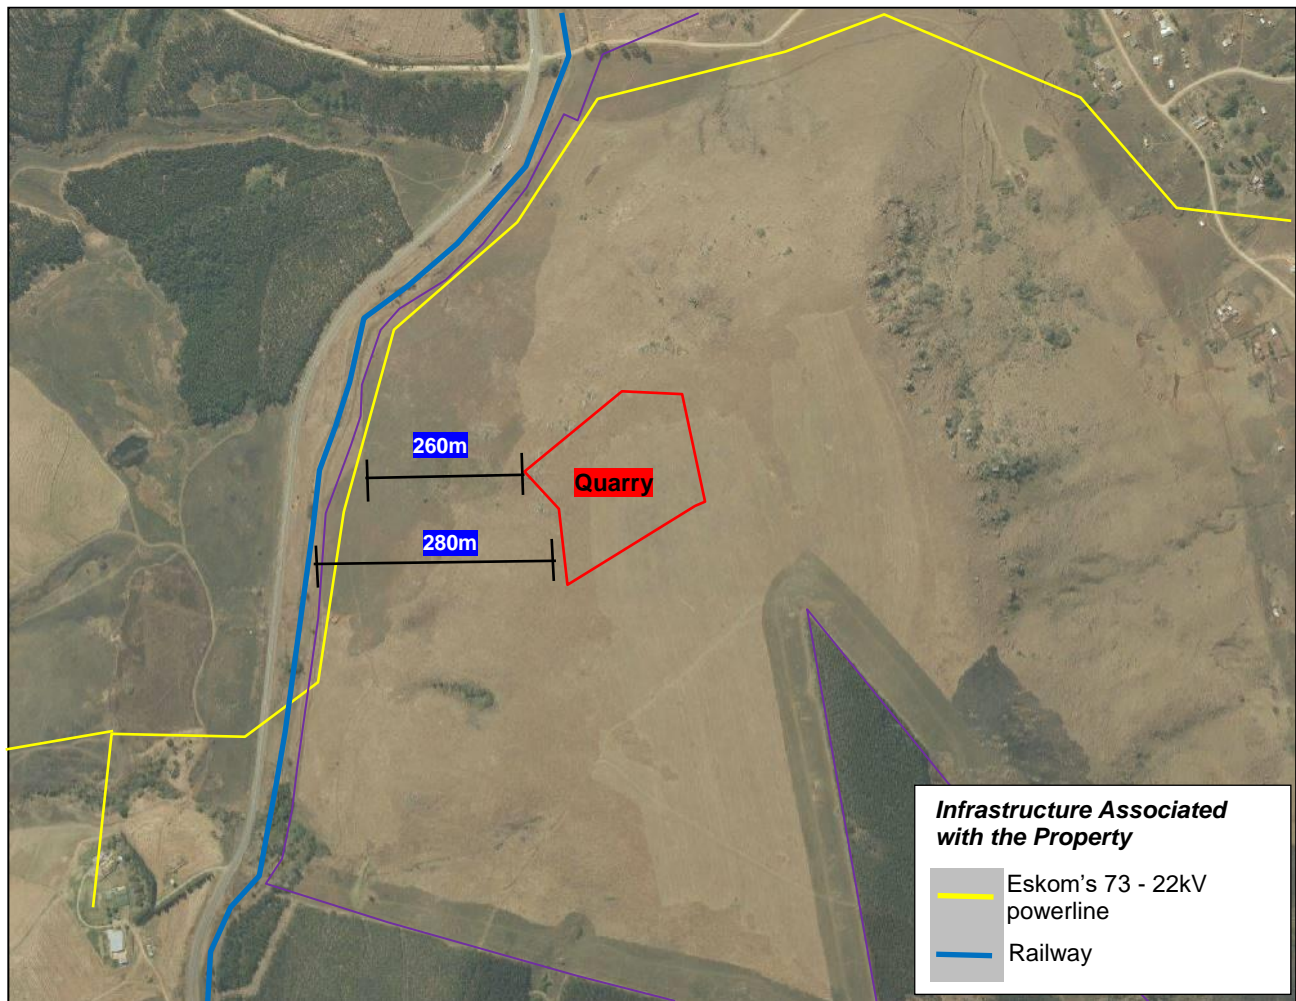 260m
Quarry
280m
Infrastructure Associated
with the Property
Eskom's 73 - 22kV
powerline
Railway